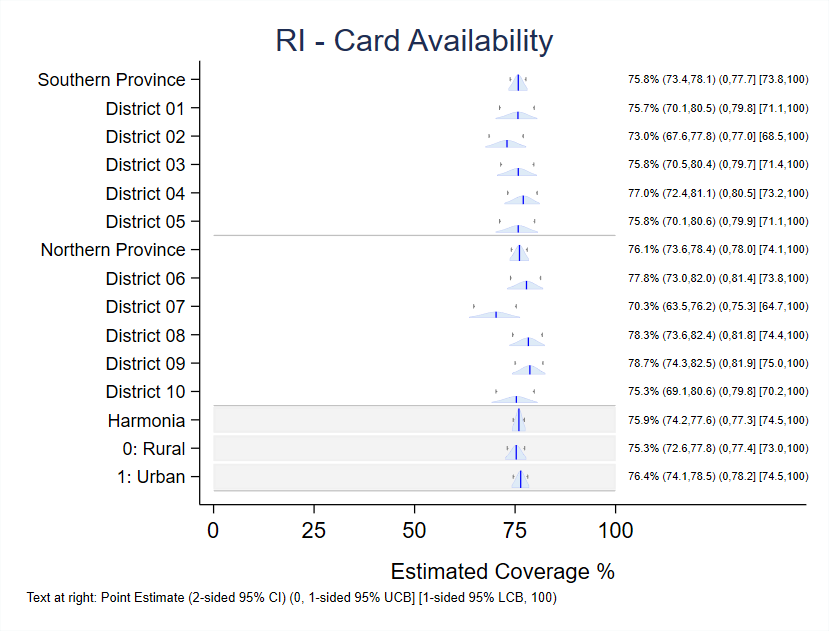 RI - Card Availability
Southern Province 75.8% (73.4,78.1) (0,77.7] [73.8,100)
District 01 75.7% (70.1,80.5) (0,79.8] [71.1,100)
District 02 73.0% (67.6,77.8) (0,77.0] [68.5,100)
District 03 75.8% (70.5,80.4) (0,79.7] [71.4,100)
District 04 77.0% (72.4,81.1) (0,80.5] [73.2,100)
District 05 75.8% (70.1,80.6) (0,79.9] [71.1,100)
Northern Province 76.1% (73.6,78.4) (0,78.0] [74.1,100)
District 06 77.8% (73.0,82.0) (0,81.4] [73.8,100)
District 07 70.3% (63.5,76.2) (0,75.3] [64.7,100)
District 08 78.3% (73.6,82.4) (0,81.8] [74.4,100)
District 09 78.7% (74.3,82.5) (0,81.9] [75.0,100)
District 10 75.3% (69.1,80.6) (0,79.8] [70.2,100)
Harmonia 75.9% (74.2,77.6) (0,77.3] [74.5,100)
0: Rural 75.3% (72.6,77.8) (0,77.4] [73.0,100)
1: Urban 76.4% (74.1,78.5) (0,78.2] [74.5,100)
0 25 50 75 100
Estimated Coverage %
Text at right: Point Estimate (2-sided 95% CI) (0, 1-sided 95% UCB] [1-sided 95% LCB, 100)